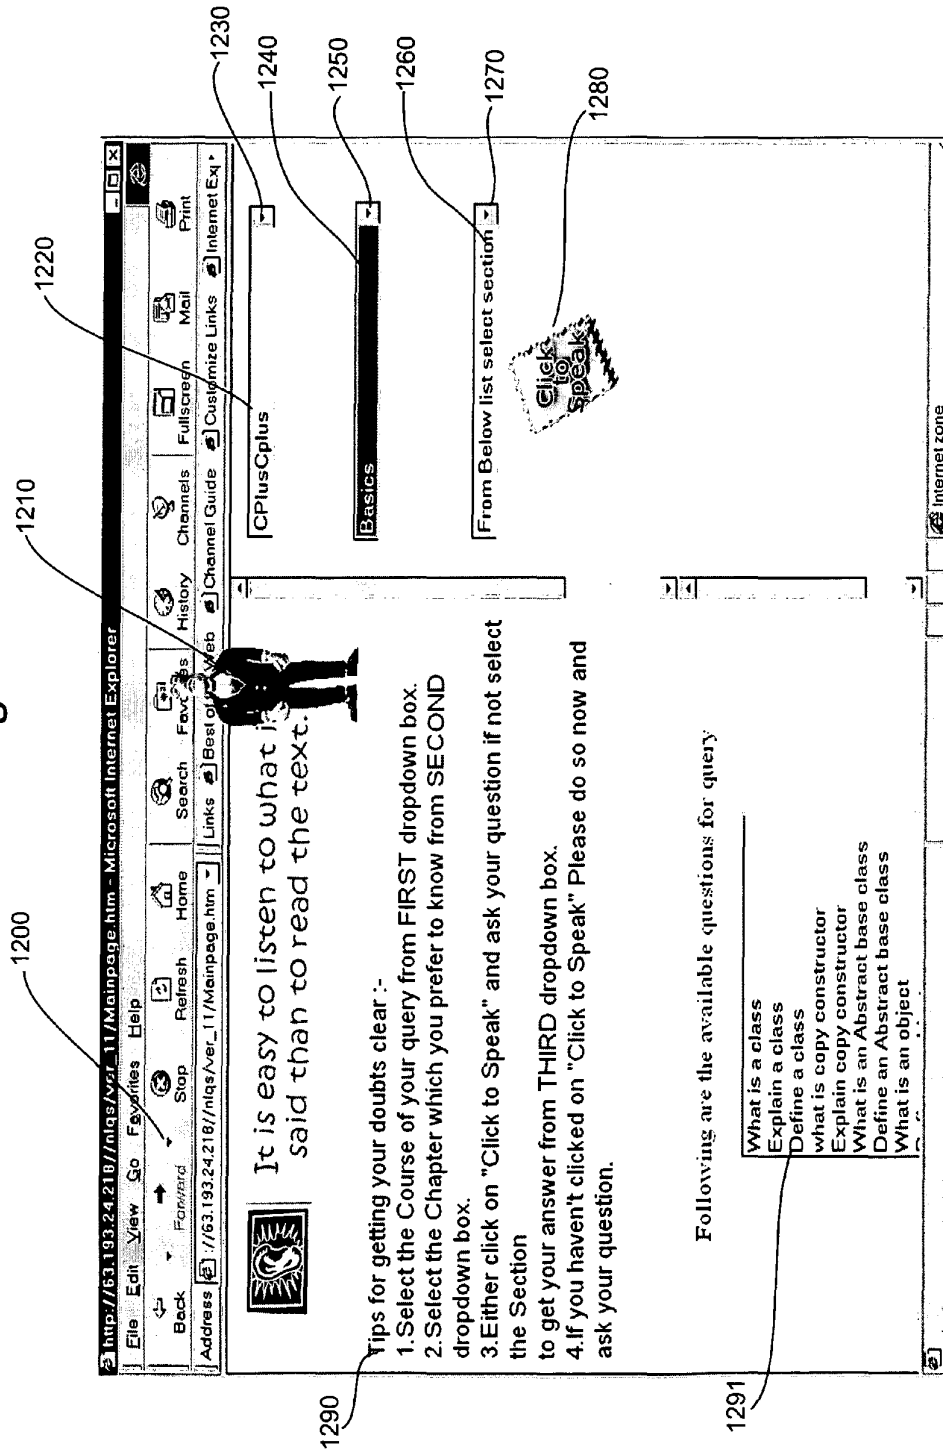 1200
1210
1220
1230
1240
1250
1260
1270
1280
1290
1291
http://63.193.24.218//nlqs/ver_11/Mainpage.htm - Microsoft Internet Explorer
File Edit View Go Favorites Help
Back Forward Stop Refresh Home Search History Channels Fullscreen Mail Print
Address ://63.193.24.218//nlqs/ver_11/Mainpage.htm Links Best of Web Channel Guide Customize Links Internet Exp
It is easy to listen to what
said than to read the text.
Tips for getting your doubts clear :-
1.Select the Course of your query from FIRST dropdown box.
2.Select the Chapter which you prefer to know from SECOND
dropdown box.
3.Either click on "Click to Speak" and ask your question if not select
the Section
to get your answer from THIRD dropdown box.
4.If you haven't clicked on "Click to Speak" Please do so now and
ask your question.
CPlusCplus
Basics
From Below list select section
Click
to
Speak
Following are the available questions for query
What is a class
Explain a class
Define a class
what is copy constructor
Explain copy constructor
What is an Abstract base class
Define an Abstract base class
What is an object
Internet zone